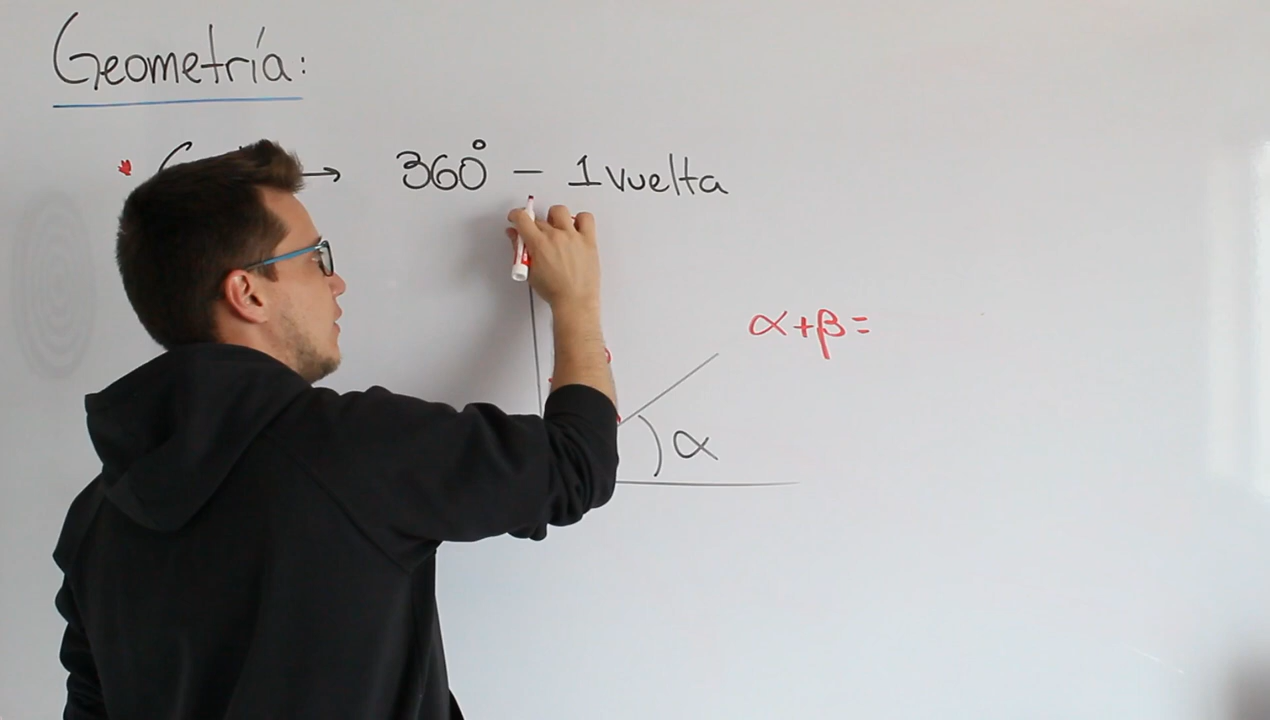 Geometría:
→ 360° — 1 vuelta
α+β=
α